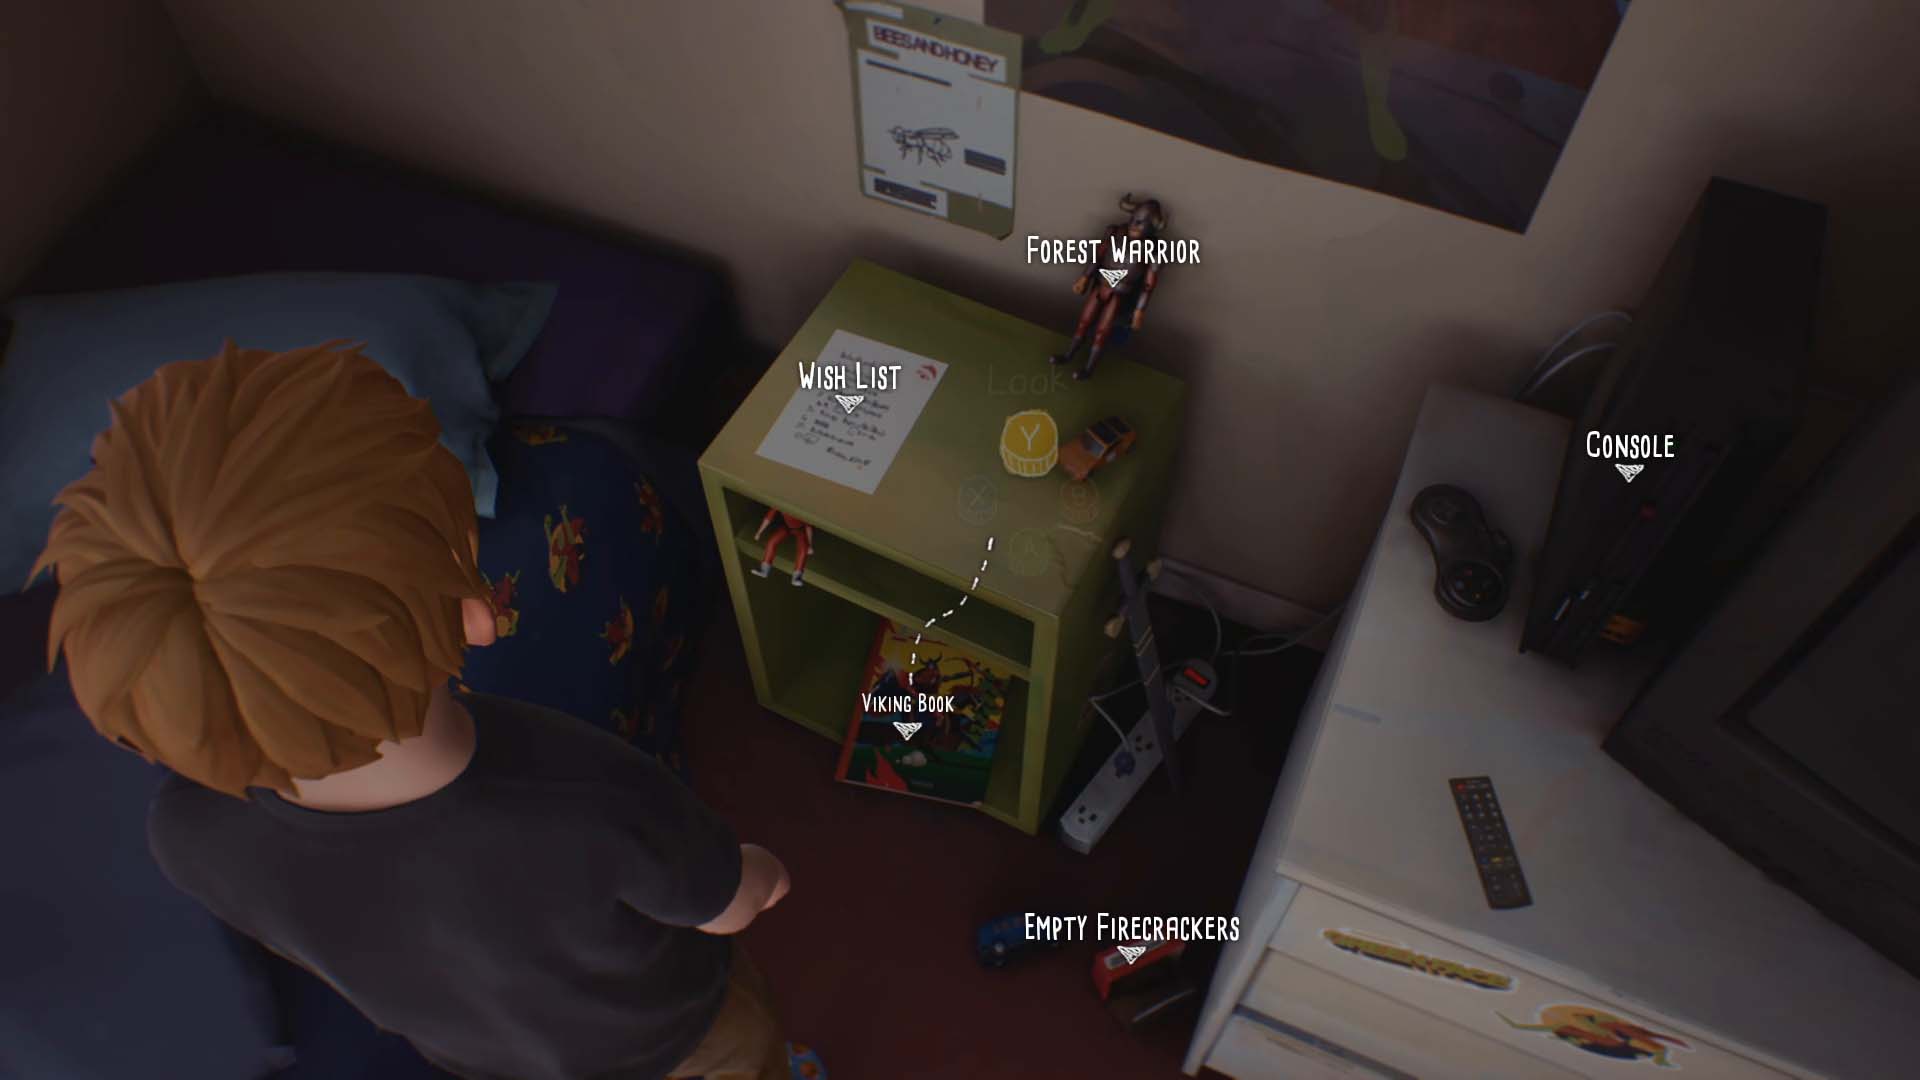 BEES AND HONEY
FOREST WARRIOR
WISH LIST
Look
Y
X
B
A
CONSOLE
VIKING BOOK
EMPTY FIRECRACKERS